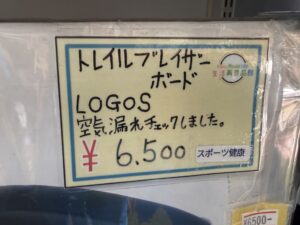 トレイルブレイザー
ボード
LOGOS
空気漏れチェックしました。
¥ 6,500
スポーツ健康
¥6500-